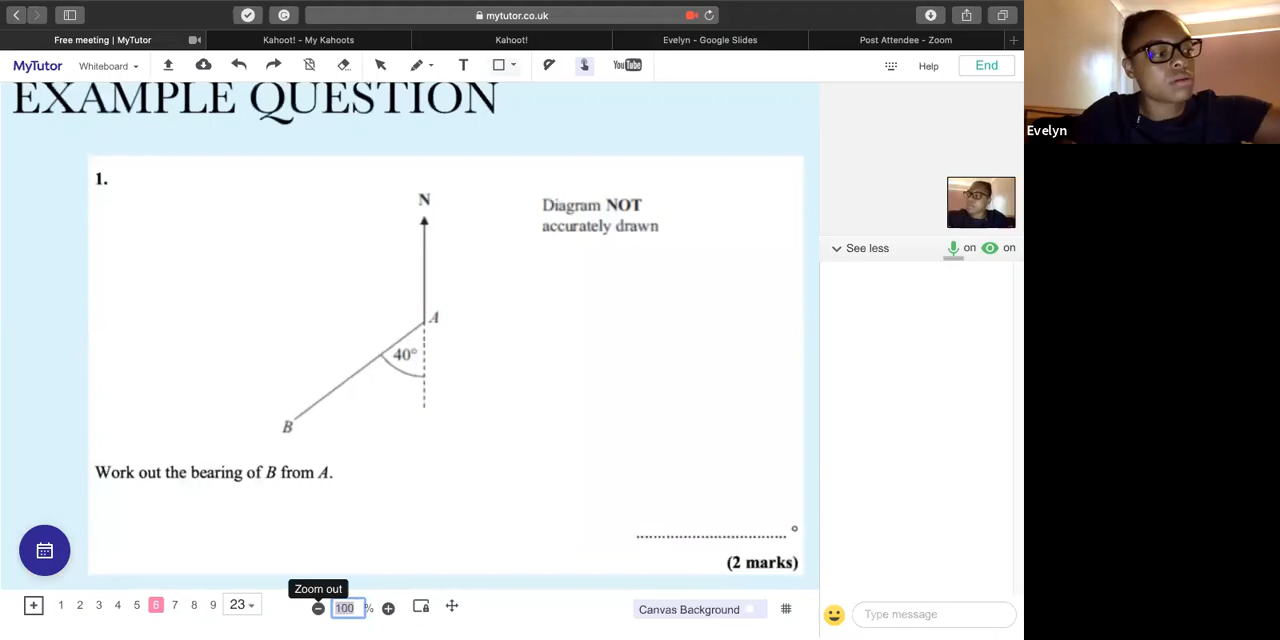 mytutor.co.uk
Free meeting | MyTutor
Kahoot! - My Kahoots
Kahoot!
Evelyn - Google Slides
Post Attendee - Zoom
MyTutor
Whiteboard
T
YouTube
Help
End
EXAMPLE QUESTION
1.
N
Diagram NOT
accurately drawn
A
40°
B
Work out the bearing of B from A.
°
(2 marks)
Zoom out
1 2 3 4 5 6 7 8 9 23
100 %
Canvas Background
See less
on
on
Type message
Evelyn